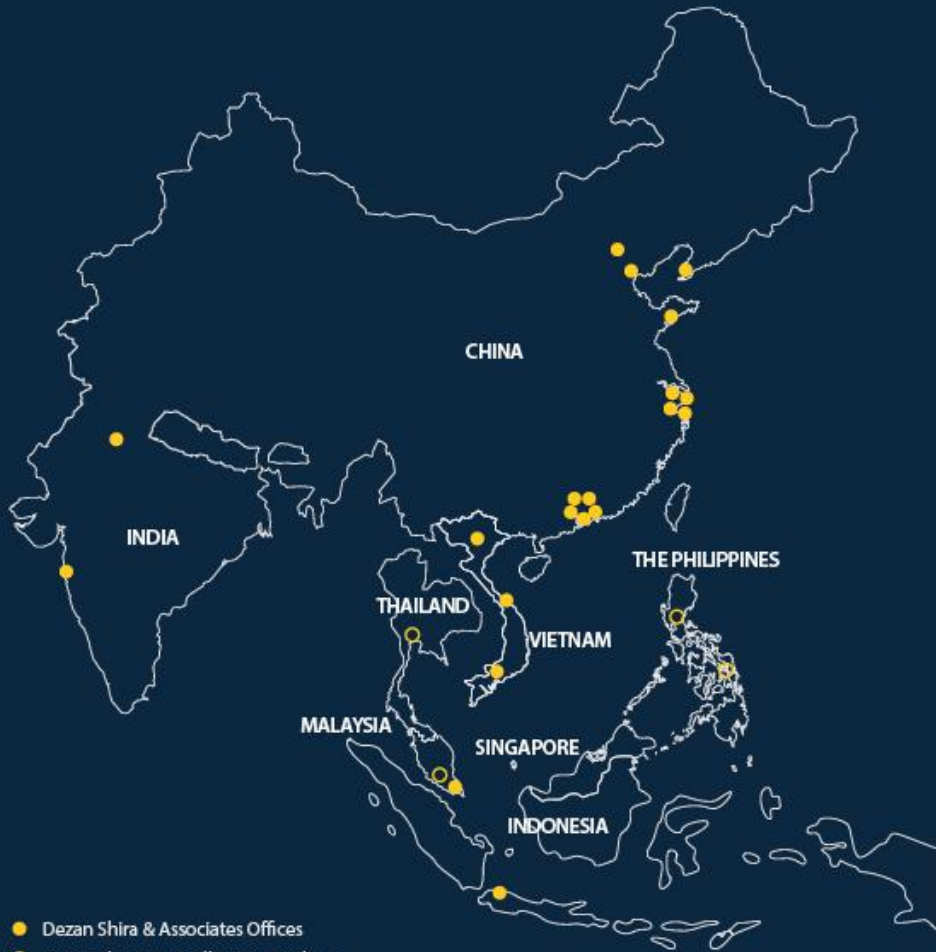 CHINA
INDIA
THE PHILIPPINES
THAILAND
VIETNAM
MALAYSIA
SINGAPORE
INDONESIA
Dezan Shira & Associates Offices